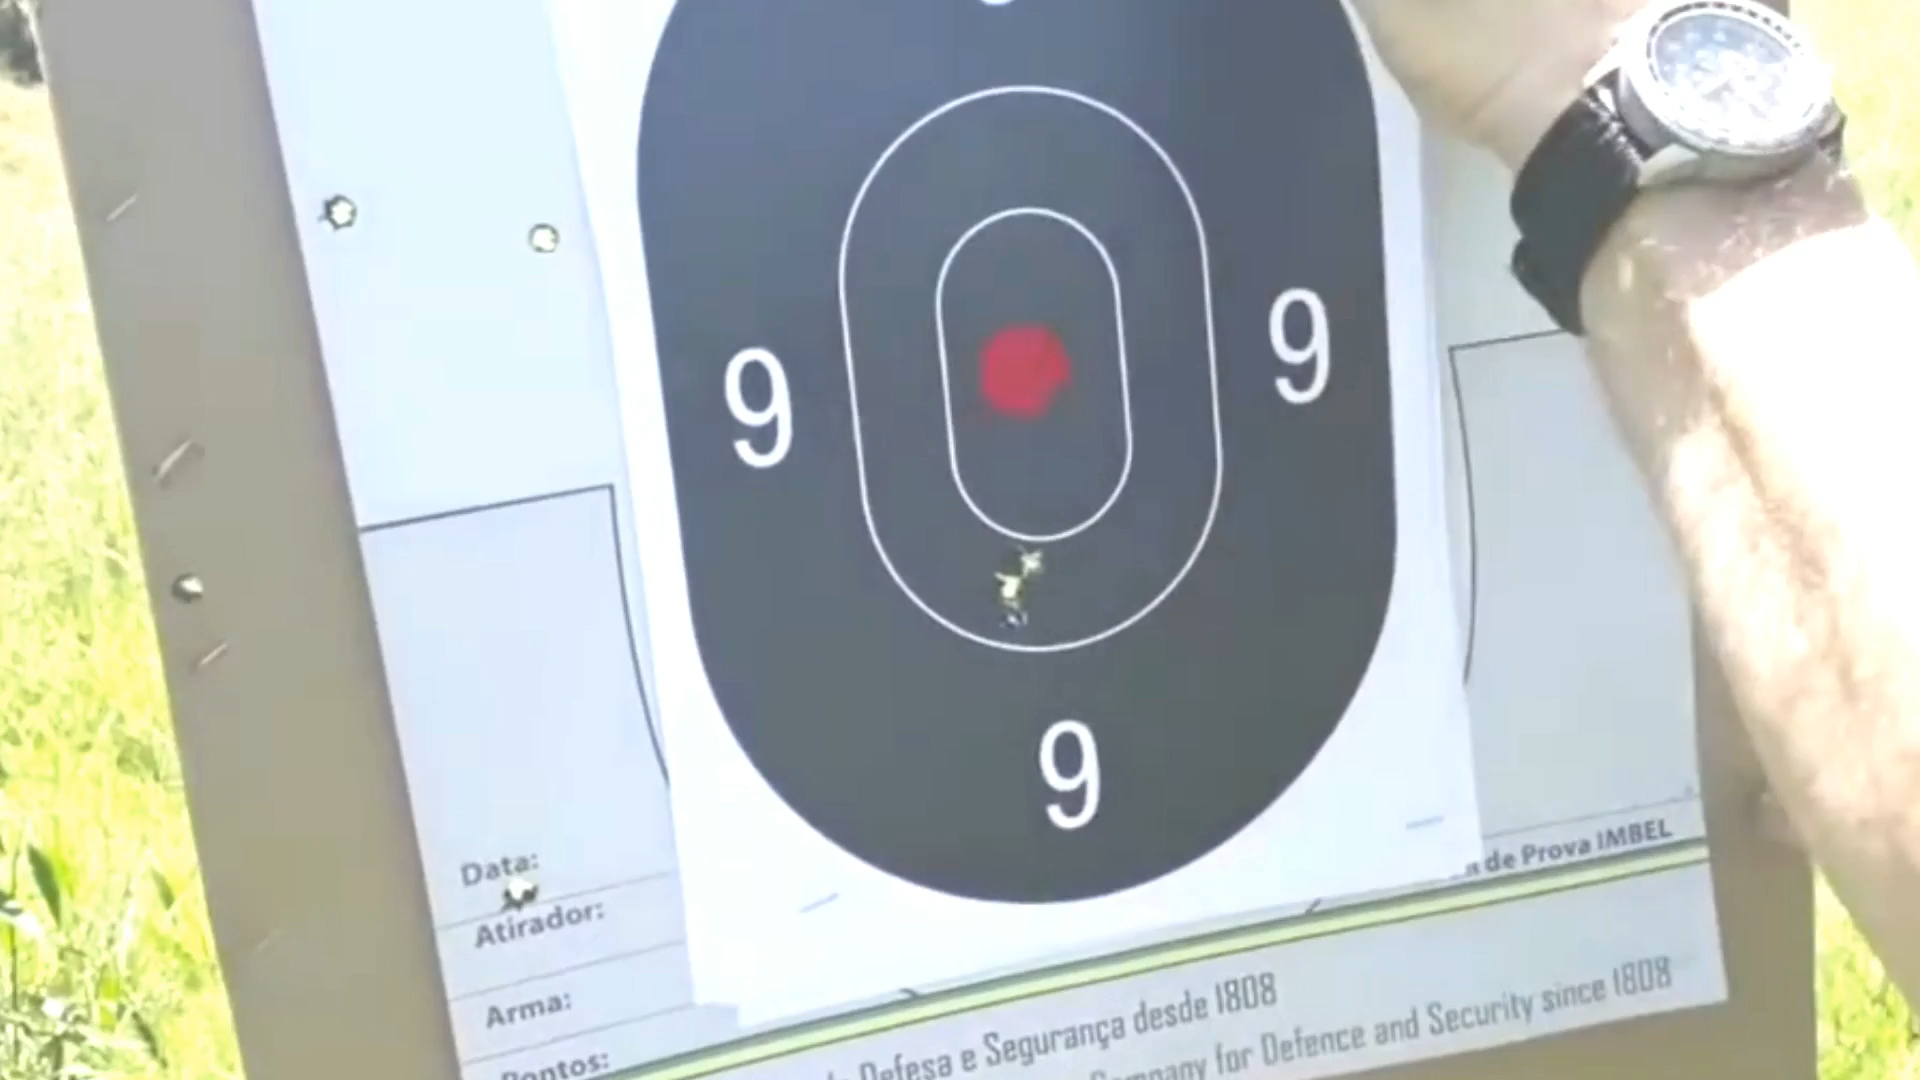 9
9
9
Data:
Atirador:
Arma:
Pontos:
de Prova IMBEL
Defesa e Segurança desde 1808
Company for Defence and Security since 1808